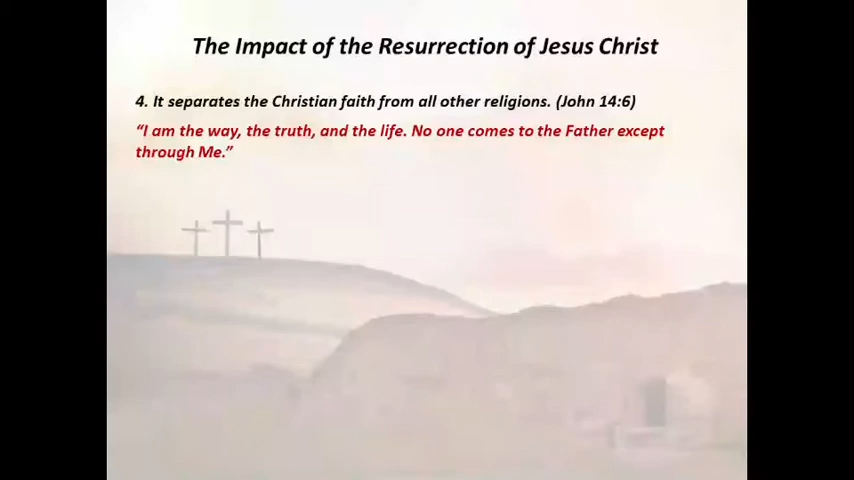 The Impact of the Resurrection of Jesus Christ
4. It separates the Christian faith from all other religions. (John 14:6)
“I am the way, the truth, and the life. No one comes to the Father except
through Me.”